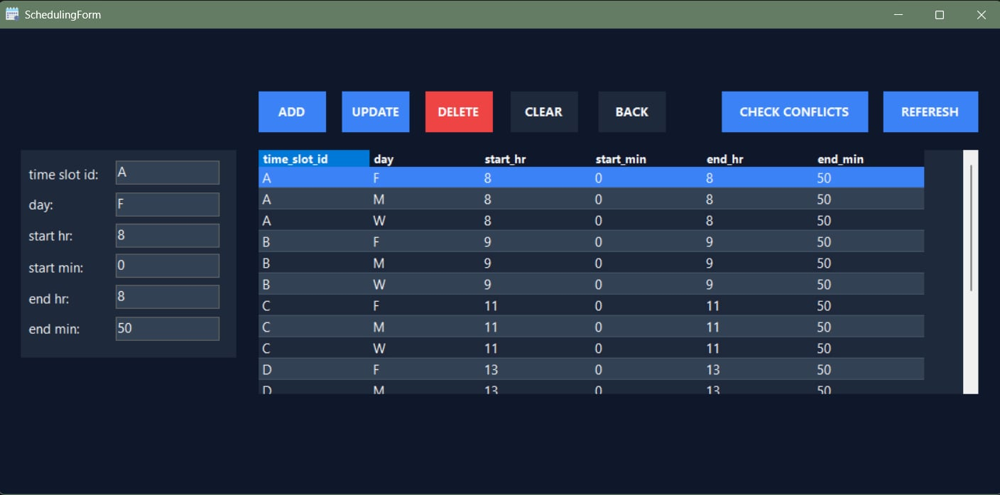 SchedulingForm
ADD UPDATE DELETE CLEAR BACK CHECK CONFLICTS REFERESH
time slot id: A
day: F
start hr: 8
start min: 0
end hr: 8
end min: 50
time_slot_id day start_hr start_min end_hr end_min
A F 8 0 8 50
A M 8 0 8 50
A W 8 0 8 50
B F 9 0 9 50
B M 9 0 9 50
B W 9 0 9 50
C F 11 0 11 50
C M 11 0 11 50
C W 11 0 11 50
D F 13 0 13 50
D M 13 0 13 50